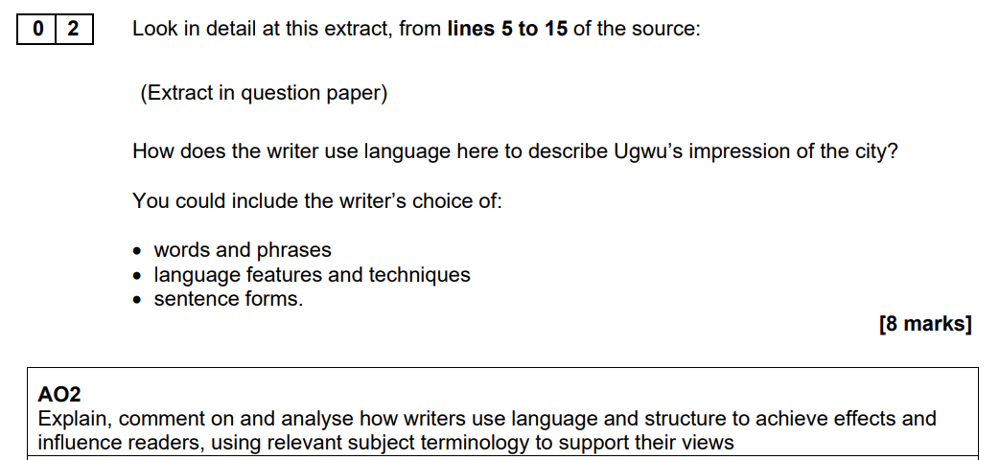 0 2 Look in detail at this extract, from lines 5 to 15 of the source:
(Extract in question paper)
How does the writer use language here to describe Ugwu’s impression of the city?
You could include the writer’s choice of:
• words and phrases
• language features and techniques
• sentence forms.
[8 marks]
AO2
Explain, comment on and analyse how writers use language and structure to achieve effects and
influence readers, using relevant subject terminology to support their views